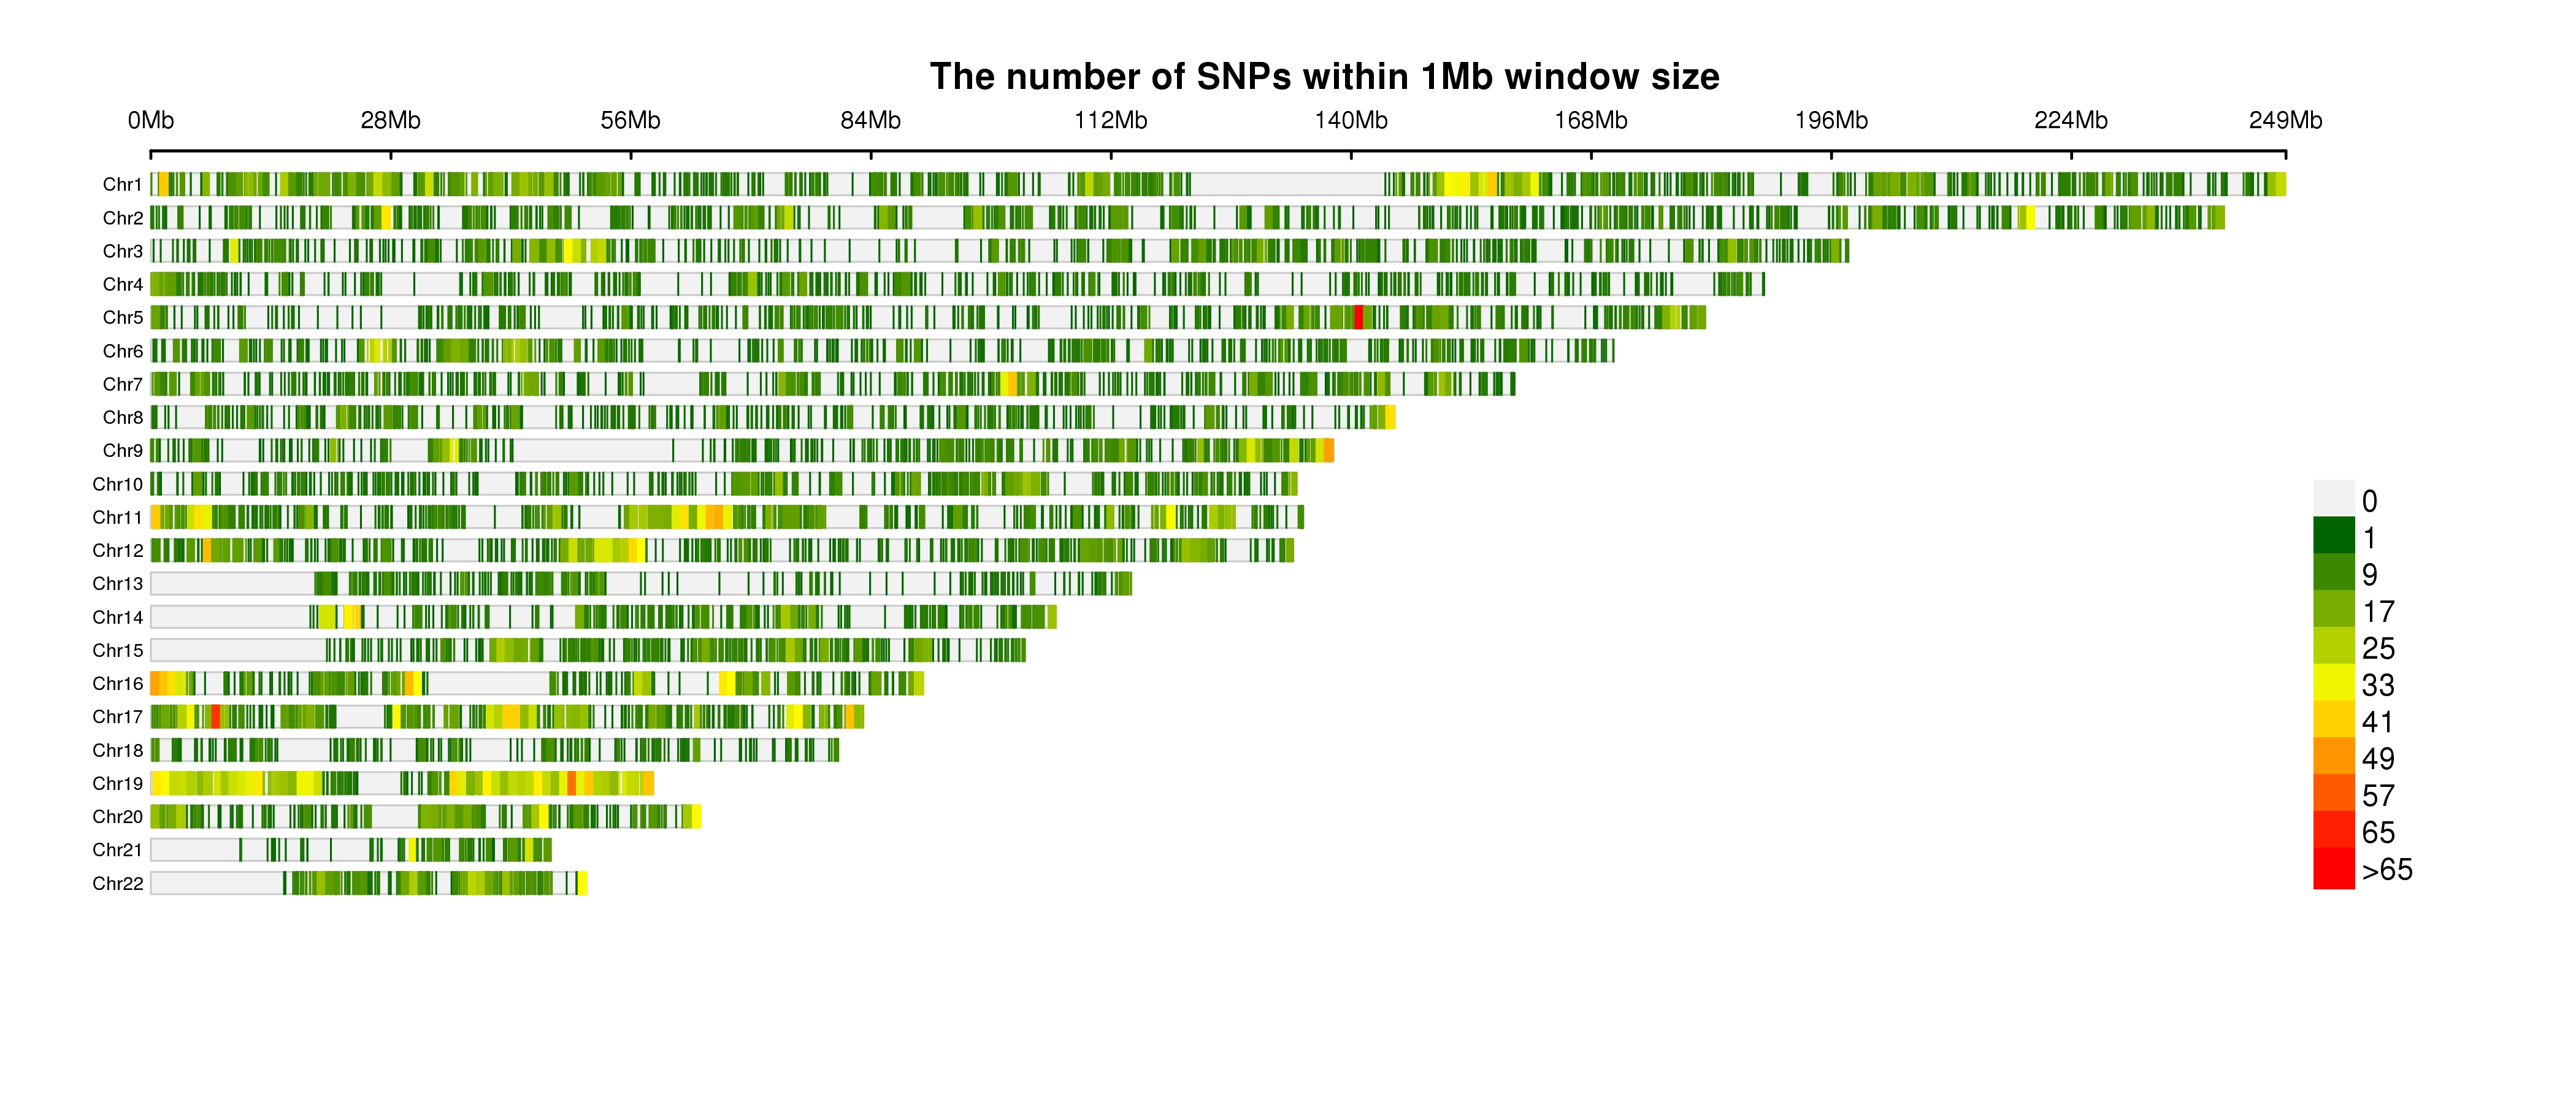 The number of SNPs within 1Mb window size
0Mb 28Mb 56Mb 84Mb 112Mb 140Mb 168Mb 196Mb 224Mb 249Mb
Chr1
Chr2
Chr3
Chr4
Chr5
Chr6
Chr7
Chr8
Chr9
Chr10
Chr11
Chr12
Chr13
Chr14
Chr15
Chr16
Chr17
Chr18
Chr19
Chr20
Chr21
Chr22
0
1
9
17
25
33
41
49
57
65
>65